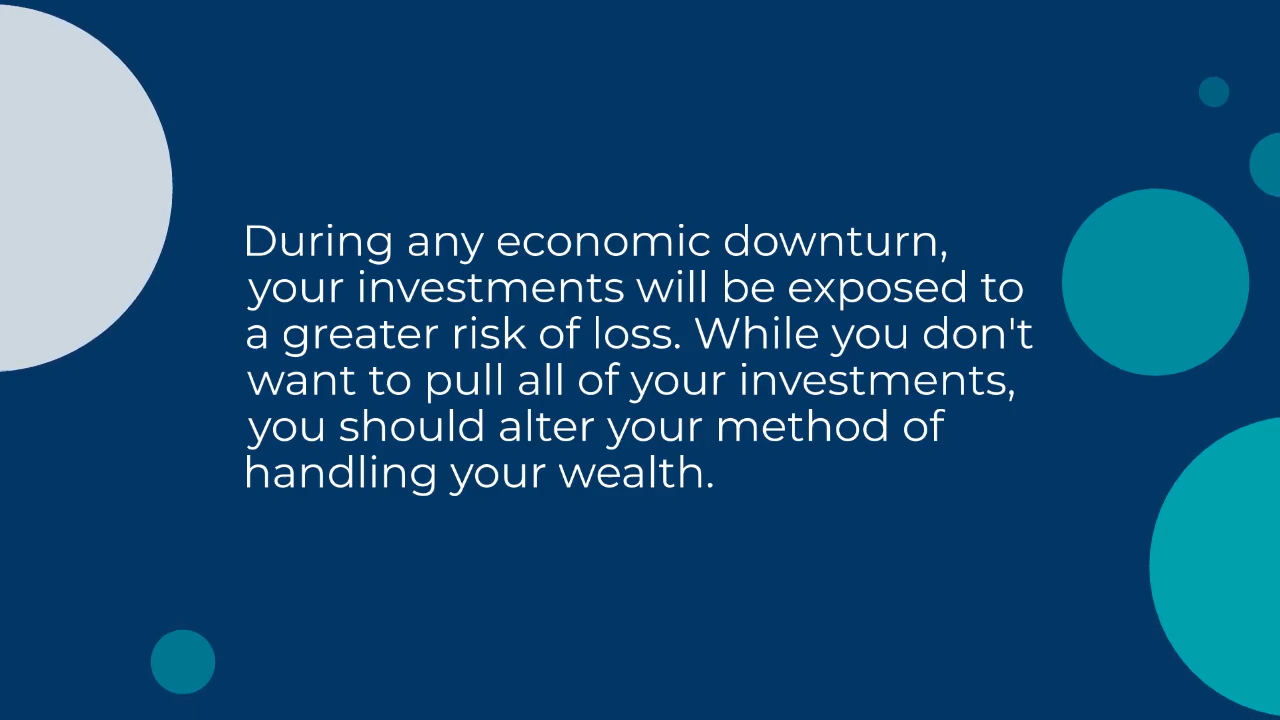 During any economic downturn,
your investments will be exposed to
a greater risk of loss. While you don't
want to pull all of your investments,
you should alter your method of
handling your wealth.